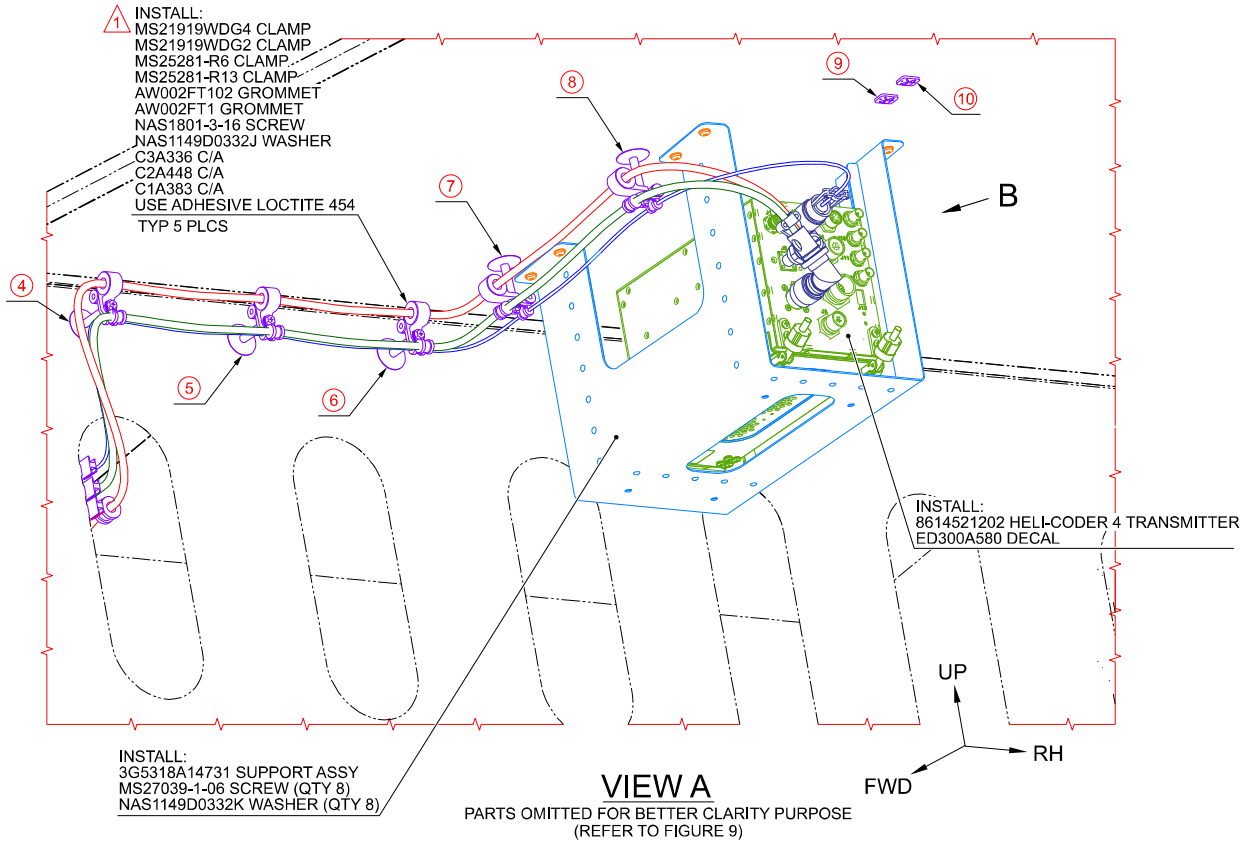 1
INSTALL:
MS21919WDG4 CLAMP
MS21919WDG2 CLAMP
MS25281-R6 CLAMP
MS25281-R13 CLAMP
AW002FT102 GROMMET
AW002FT1 GROMMET
NAS1801-3-16 SCREW
NAS1149D0332J WASHER
C3A336 C/A
C2A448 C/A
C1A383 C/A
USE ADHESIVE LOCTITE 454
TYP 5 PLCS
8
9
10
7
B
4
5
6
INSTALL:
8614521202 HELI-CODER 4 TRANSMITTER
ED300A580 DECAL
UP
RH
FWD
INSTALL:
3G5318A14731 SUPPORT ASSY
MS27039-1-06 SCREW (QTY 8)
NAS1149D0332K WASHER (QTY 8)
VIEW A
PARTS OMITTED FOR BETTER CLARITY PURPOSE
(REFER TO FIGURE 9)